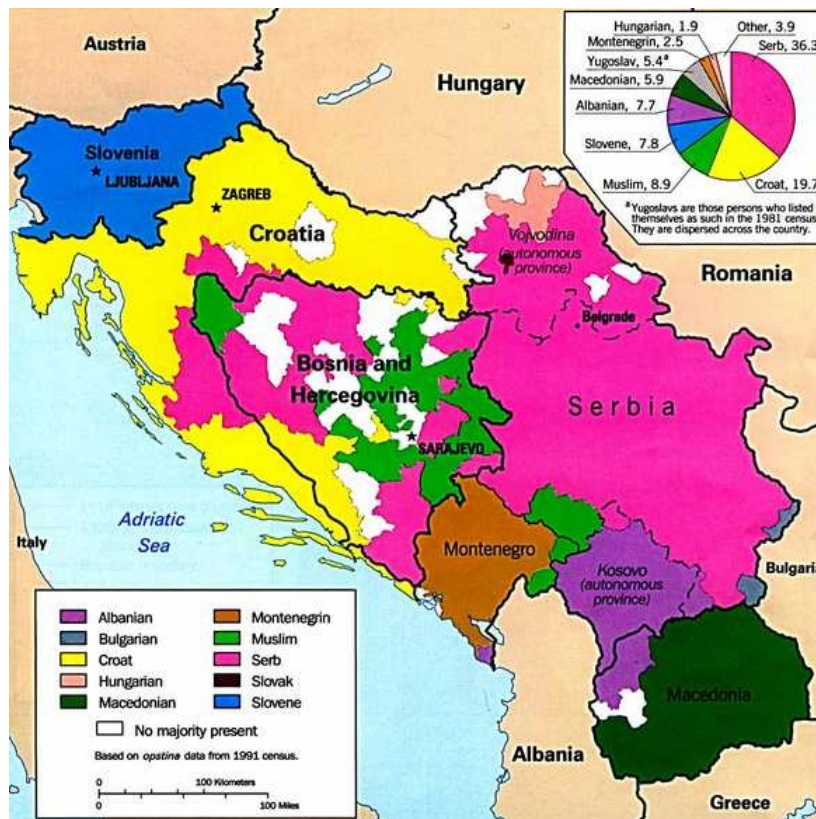 Austria
Hungary
Hungarian, 1.9
Other, 3.9
Montenegrin, 2.5
Serb, 36.3
Yugoslav, 5.4ª
Macedonian, 5.9
Albanian, 7.7
Slovene, 7.8
Muslim, 8.9
Croat, 19.7
ª Yugoslavs are those persons who listed
themselves as such in the 1981 census.
They are dispersed across the country.
Slovenia
LJUBLJANA
ZAGREB
Croatia
Vojvodina
(autonomous
province)
Romania
Belgrade
Bosnia and
Hercegovina
Serbia
SARAJEVO
Adriatic
Sea
Italy
Montenegro
Kosovo
(autonomous
province)
Bulgaria
Macedonia
Albania
Greece
Albanian
Bulgarian
Croat
Hungarian
Macedonian
Montenegrin
Muslim
Serb
Slovak
Slovene
No majority present
Based on opstina data from 1991 census.
0 100 Kilometers
0 100 Miles